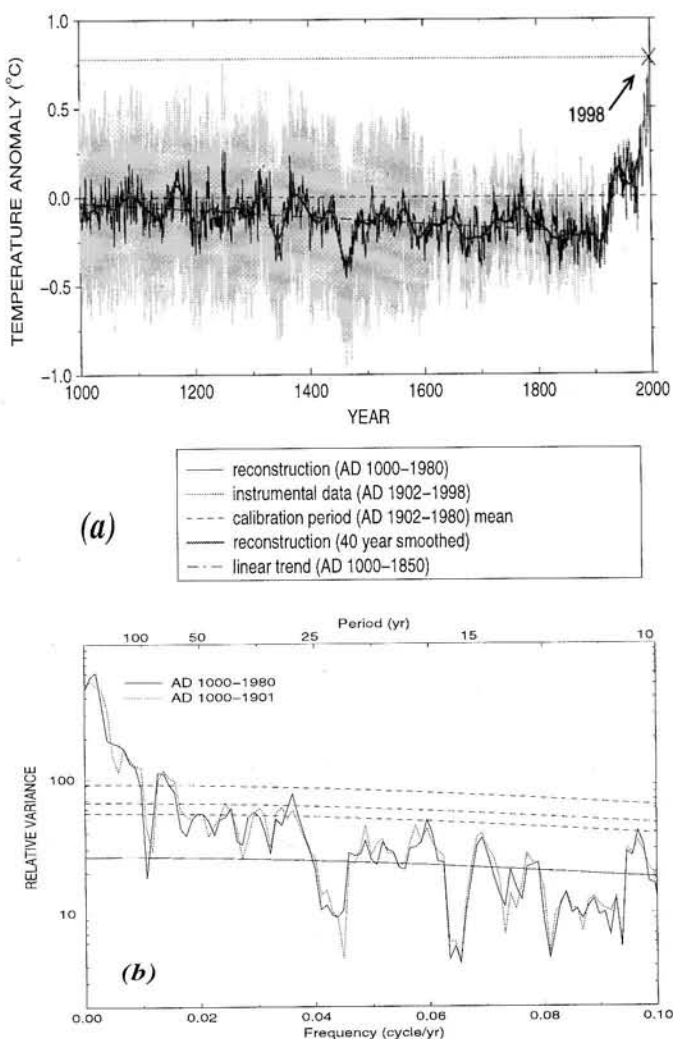 1.0
0.5
0.0
−0.5
−1.0
TEMPERATURE ANOMALY (°C)
1998
1000 1200 1400 1600 1800 2000
YEAR
(a)
reconstruction (AD 1000−1980)
instrumental data (AD 1902−1998)
calibration period (AD 1902−1980) mean
reconstruction (40 year smoothed)
linear trend (AD 1000−1850)
Period (yr)
100 50 25 15 10
AD 1000−1980
AD 1000−1901
100
10
RELATIVE VARIANCE
(b)
0.00 0.02 0.04 0.06 0.08 0.10
Frequency (cycle/yr)